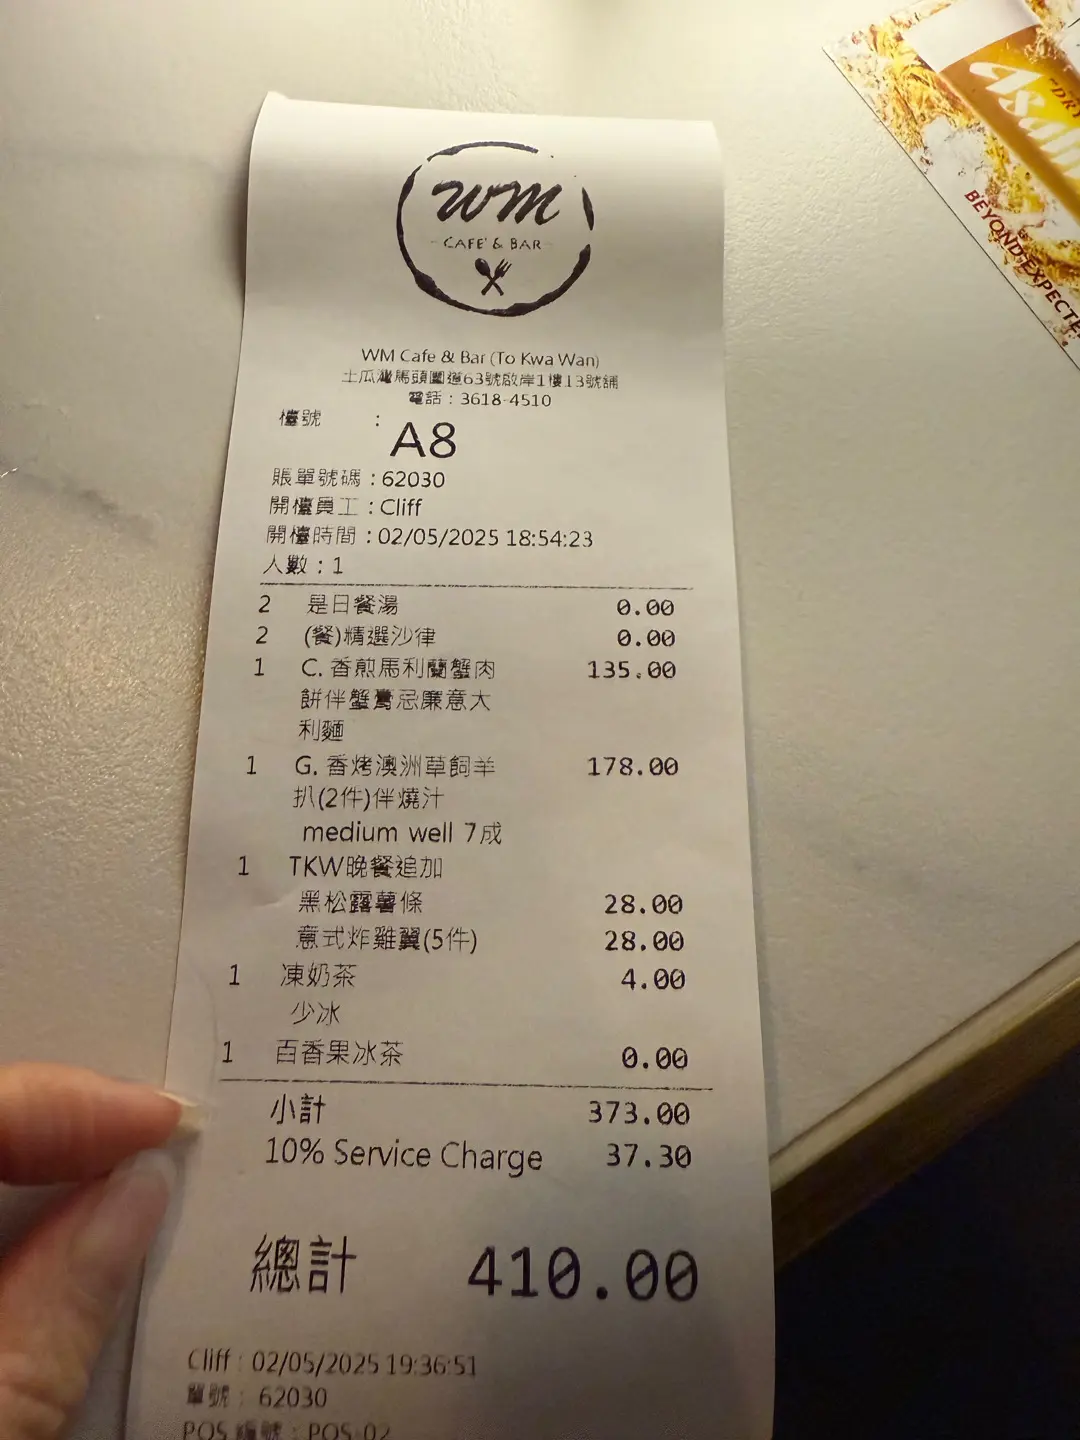 WM
CAFE' & BAR
Asahi
"DRY
BEYOND EXPECTE
WM Cafe & Bar (To Kwa Wan)
土瓜灣馬頭圍道63號啟岸1樓13號舖
電話：3618-4510
檯號 ：
A8
賬單號碼：62030
開檯員工：Cliff
開檯時間：02/05/2025 18:54:23
人數：1
2 是日餐湯 0.00
2 (餐)精選沙律 0.00
1 C. 香煎馬利蘭蟹肉 135.00
餅伴蟹膏忌廉意大
利麵
1 G. 香烤澳洲草飼羊 178.00
扒(2件)伴燒汁
medium well 7成
1 TKW晚餐追加
黑松露薯條 28.00
意式炸雞翼(5件) 28.00
1 凍奶茶 4.00
少冰
1 百香果冰茶 0.00
小計 373.00
10% Service Charge 37.30
總計 410.00
Cliff : 02/05/2025 19:36:51
單號： 62030
POS 編號：POS-02